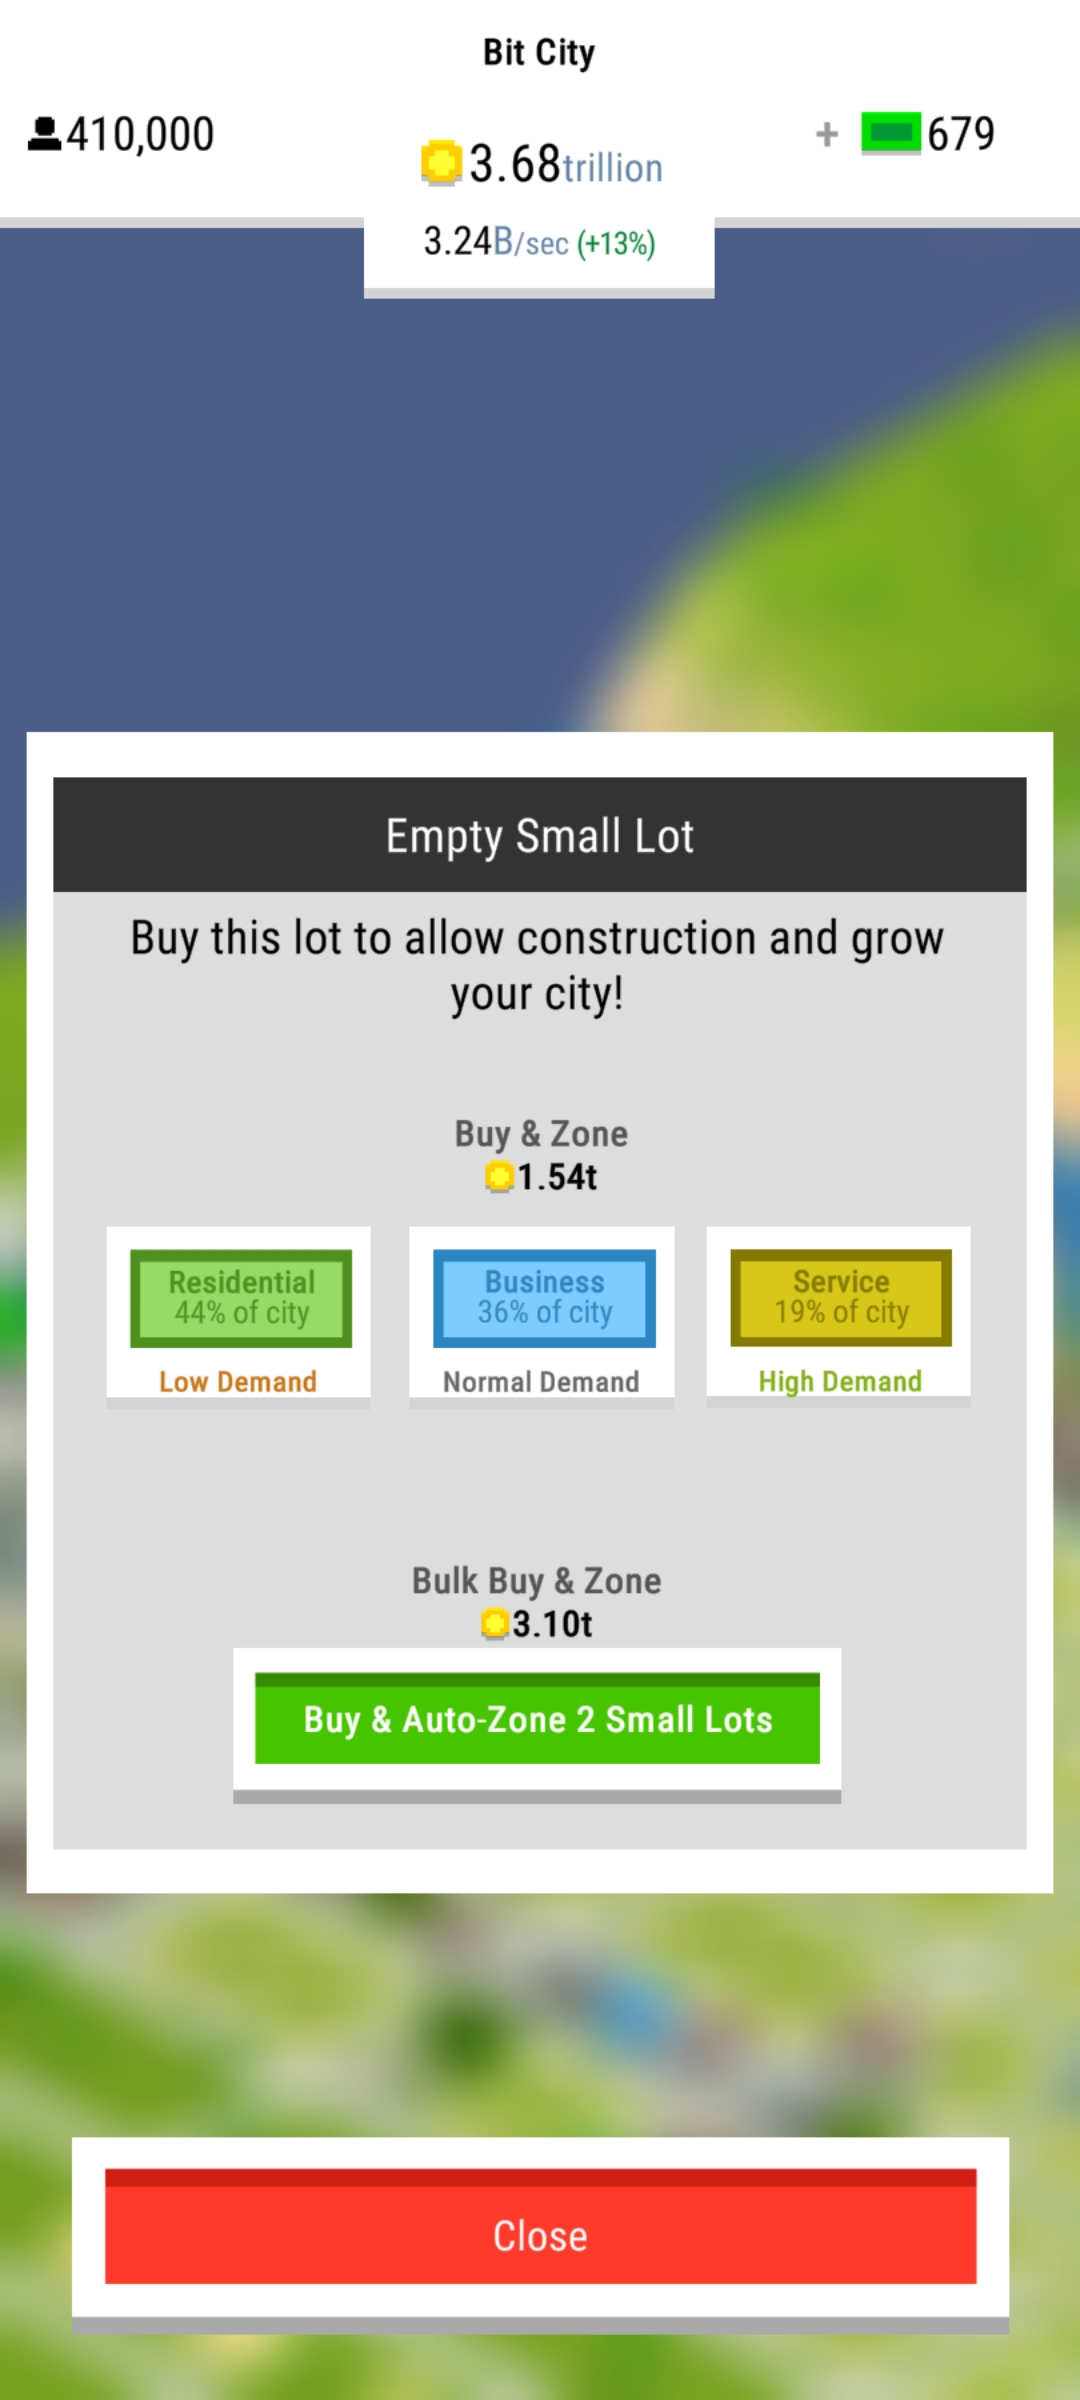 Bit City
410,000
3.68trillion
+ 679
3.24B/sec (+13%)
Empty Small Lot
Buy this lot to allow construction and grow
your city!
Buy & Zone
1.54t
Residential
44% of city
Low Demand
Business
36% of city
Normal Demand
Service
19% of city
High Demand
Bulk Buy & Zone
3.10t
Buy & Auto-Zone 2 Small Lots
Close